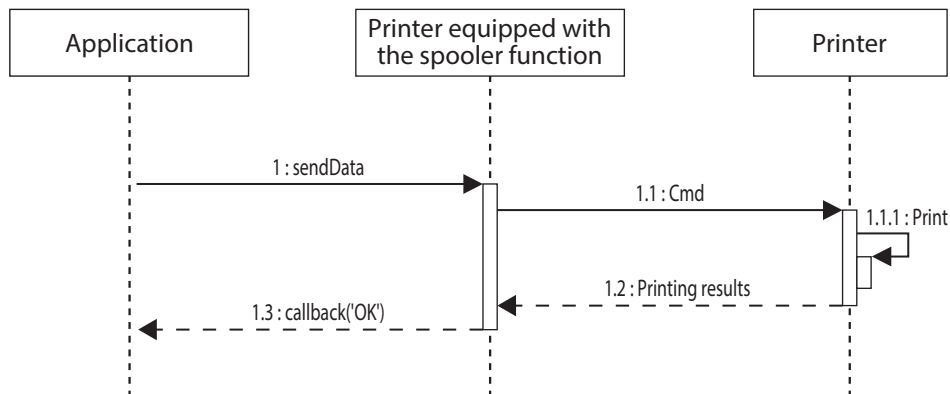 Application
Printer equipped with
the spooler function
Printer
1 : sendData
1.1 : Cmd
1.1.1 : Print
1.2 : Printing results
1.3 : callback('OK')